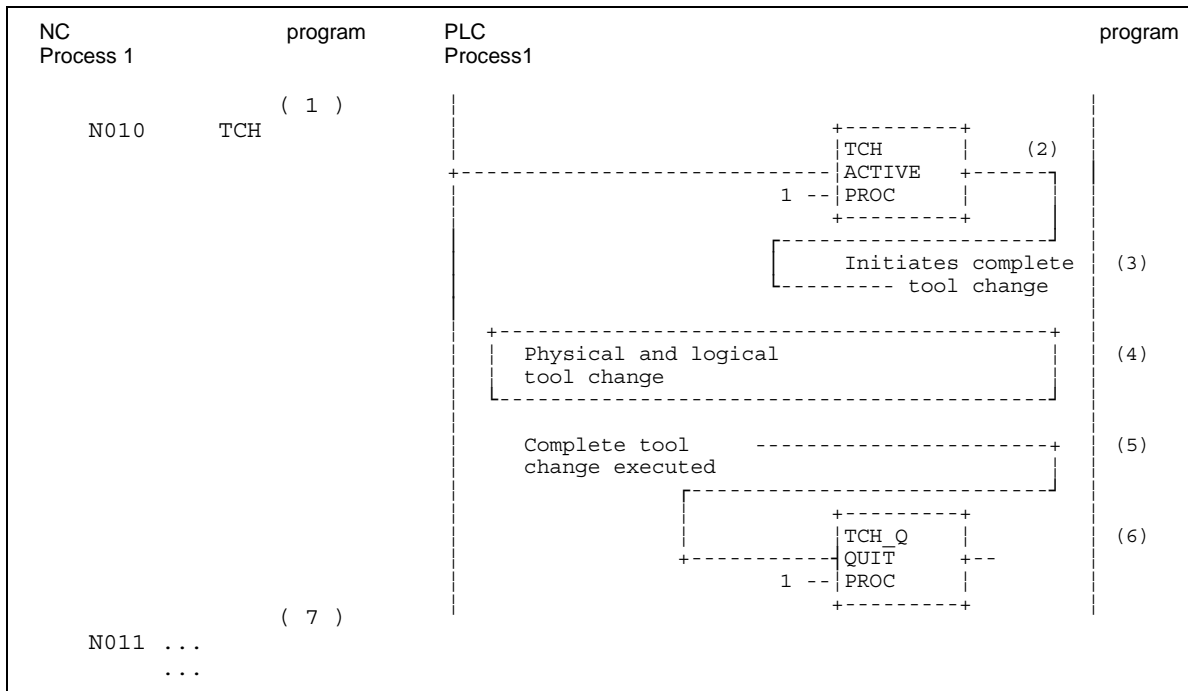 NC program PLC program
Process 1 Process1
( 1 )
N010 TCH
TCH (2)
ACTIVE
1 -- PROC
Initiates complete (3)
tool change
Physical and logical (4)
tool change
Complete tool (5)
change executed
TCH_Q (6)
QUIT
1 -- PROC
( 7 )
N011 ...
...